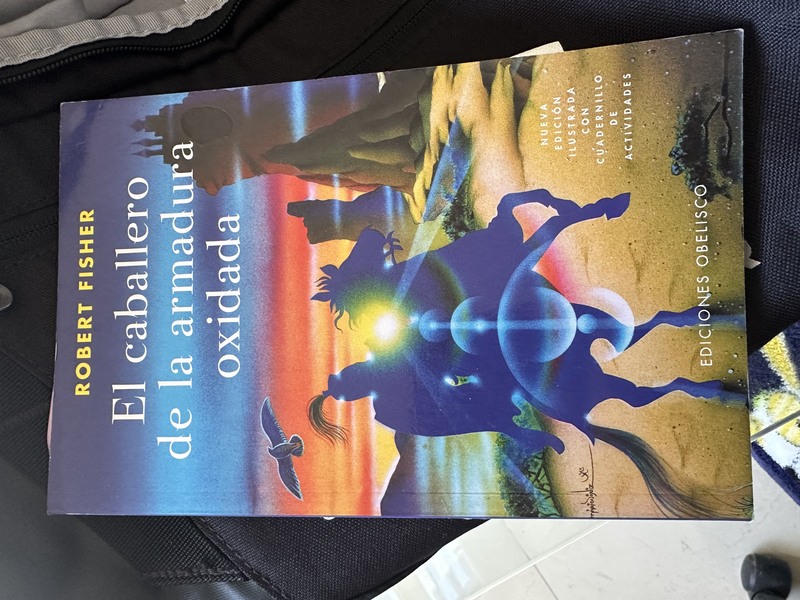 ROBERT FISHER
El caballero
de la armadura
oxidada
NUEVA
EDICIÓN
ILUSTRADA
CON
CUADERNILLO
DE
ACTIVIDADES
EDICIONES OBELISCO